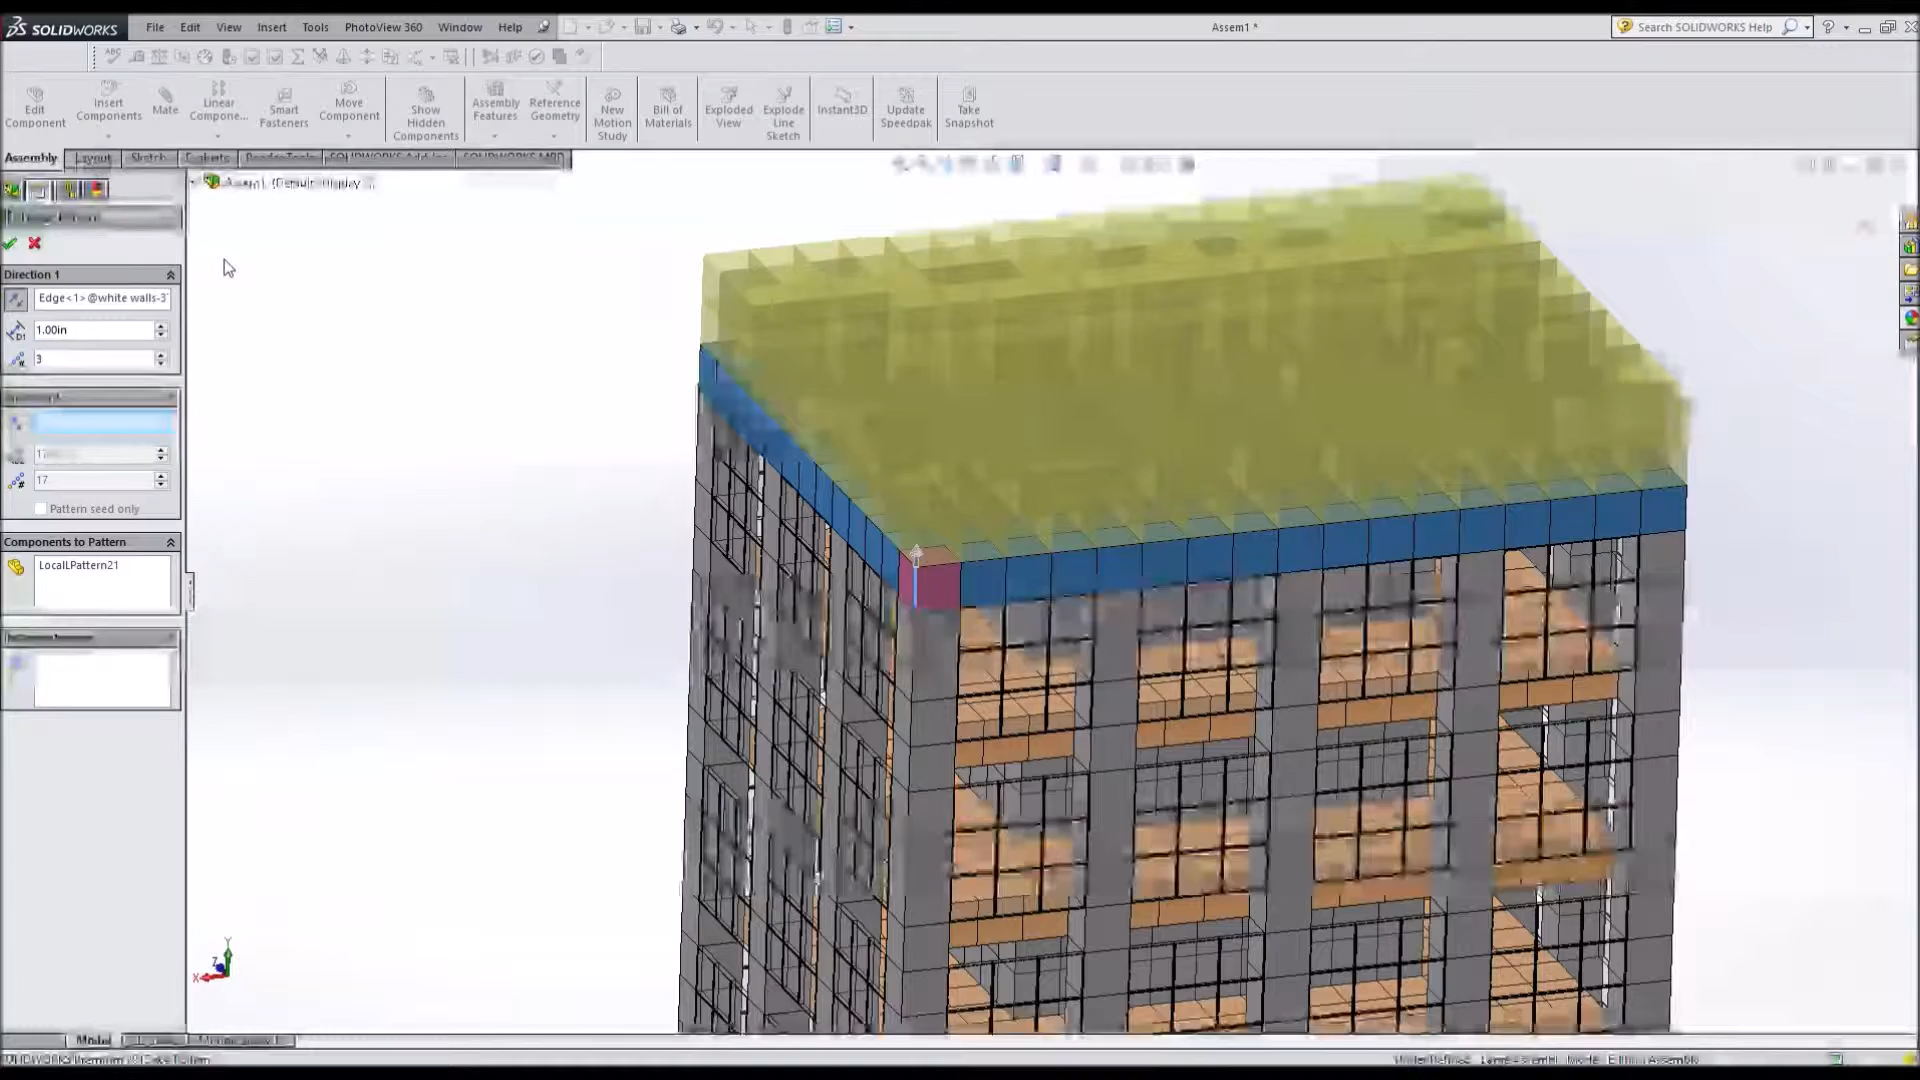 SOLIDWORKS File Edit View Insert Tools PhotoView 360 Window Help Assem1 * Search SOLIDWORKS Help
Edit Component
Insert Components
Mate
Linear Compone...
Smart Fasteners
Move Component
Show Hidden Components
Assembly Features
Reference Geometry
New Motion Study
Bill of Materials
Exploded View
Explode Line Sketch
Instant3D
Update Speedpak
Take Snapshot
Assembly Layout Sketch
Direction 1
Edge<1>@white walls-3
1.00in
3
17
Pattern seed only
Components to Pattern
LocalLPattern21
Y
Z
X
Model